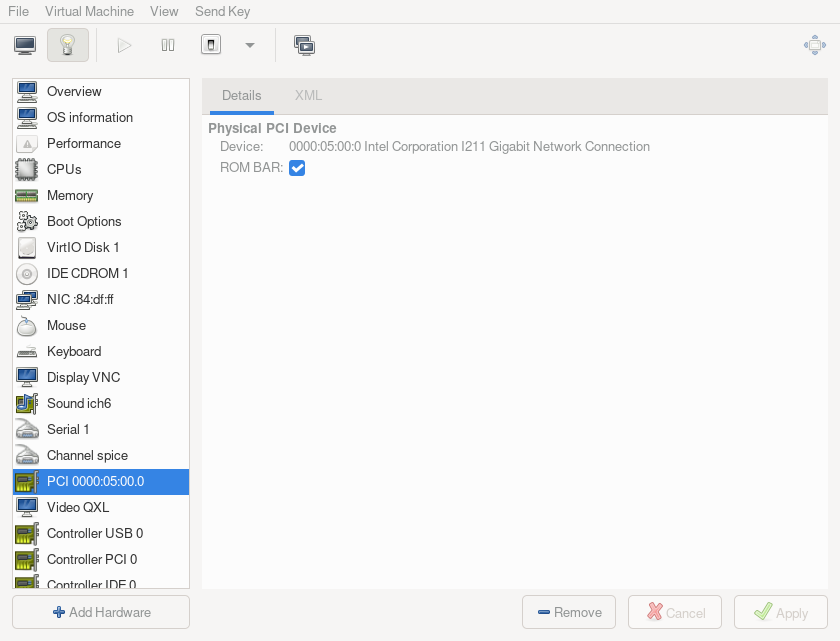 File Virtual Machine View Send Key
Details XML
Overview
OS information
Performance
CPUs
Memory
Boot Options
VirtIO Disk 1
IDE CDROM 1
NIC :84:df:ff
Mouse
Keyboard
Display VNC
Sound ich6
Serial 1
Channel spice
PCI 0000:05:00.0
Video QXL
Controller USB 0
Controller PCI 0
Controller IDE 0
Physical PCI Device
Device: 0000:05:00:0 Intel Corporation I211 Gigabit Network Connection
ROM BAR:
Add Hardware
Remove Cancel Apply